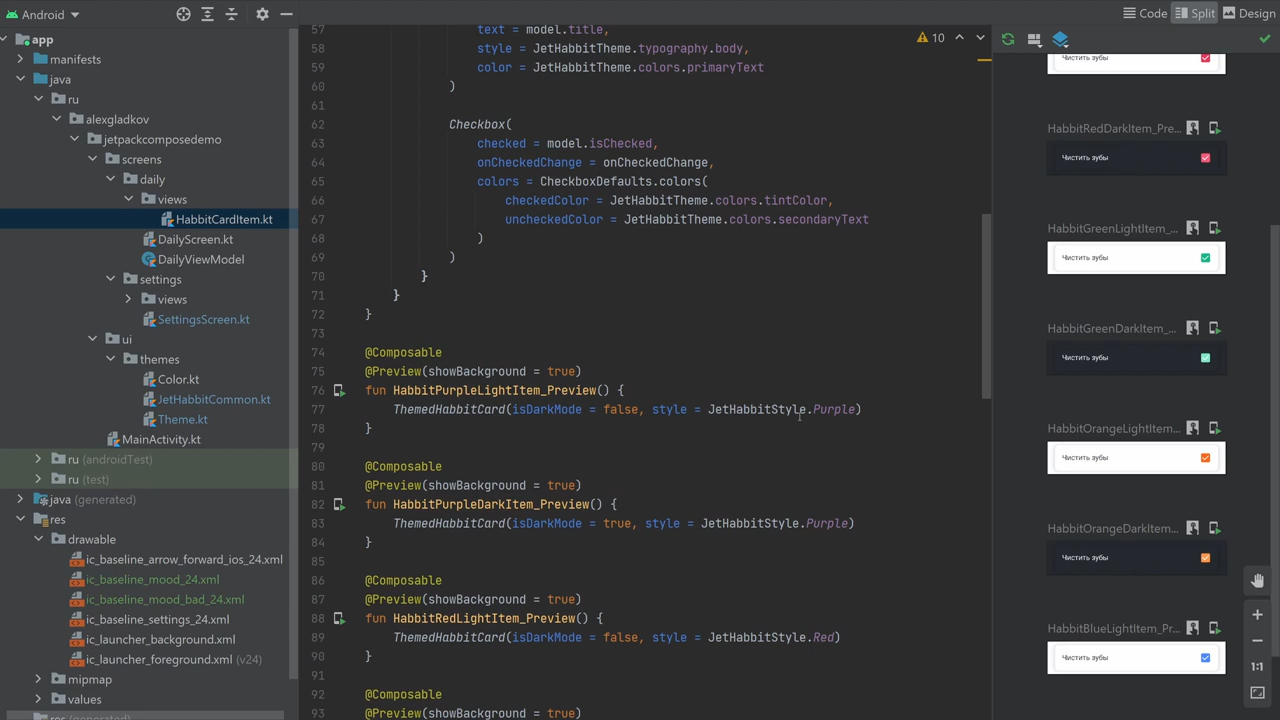 Android
Code
Split
Design
app
manifests
java
ru
alexgladkov
jetpackcomposedemo
screens
daily
views
HabbitCardItem.kt
DailyScreen.kt
DailyViewModel
settings
views
SettingsScreen.kt
ui
themes
Color.kt
JetHabbitCommon.kt
Theme.kt
MainActivity.kt
ru (androidTest)
ru (test)
java (generated)
res
drawable
ic_baseline_arrow_forward_ios_24.xml
ic_baseline_mood_24.xml
ic_baseline_mood_bad_24.xml
ic_baseline_settings_24.xml
ic_launcher_background.xml
ic_launcher_foreground.xml (v24)
mipmap
values
res (generated)
10
57 text = model.title,
58 style = JetHabbitTheme.typography.body,
59 color = JetHabbitTheme.colors.primaryText
60 )
61
62 Checkbox(
63 checked = model.isChecked,
64 onCheckedChange = onCheckedChange,
65 colors = CheckboxDefaults.colors(
66 checkedColor = JetHabbitTheme.colors.tintColor,
67 uncheckedColor = JetHabbitTheme.colors.secondaryText
68 )
69 )
70 }
71 }
72 }
73
74 @Composable
75 @Preview(showBackground = true)
76 fun HabbitPurpleLightItem_Preview() {
77 ThemedHabbitCard(isDarkMode = false, style = JetHabbitStyle.Purple)
78 }
79
80 @Composable
81 @Preview(showBackground = true)
82 fun HabbitPurpleDarkItem_Preview() {
83 ThemedHabbitCard(isDarkMode = true, style = JetHabbitStyle.Purple)
84 }
85
86 @Composable
87 @Preview(showBackground = true)
88 fun HabbitRedLightItem_Preview() {
89 ThemedHabbitCard(isDarkMode = false, style = JetHabbitStyle.Red)
90 }
91
92 @Composable
93 @Preview(showBackground = true)
Чистить зубы
HabbitRedDarkItem_Pre...
Чистить зубы
HabbitGreenLightItem_...
Чистить зубы
HabbitGreenDarkItem_...
Чистить зубы
HabbitOrangeLightItem...
Чистить зубы
HabbitOrangeDarkItem...
Чистить зубы
HabbitBlueLightItem_Pr...
Чистить зубы
1:1